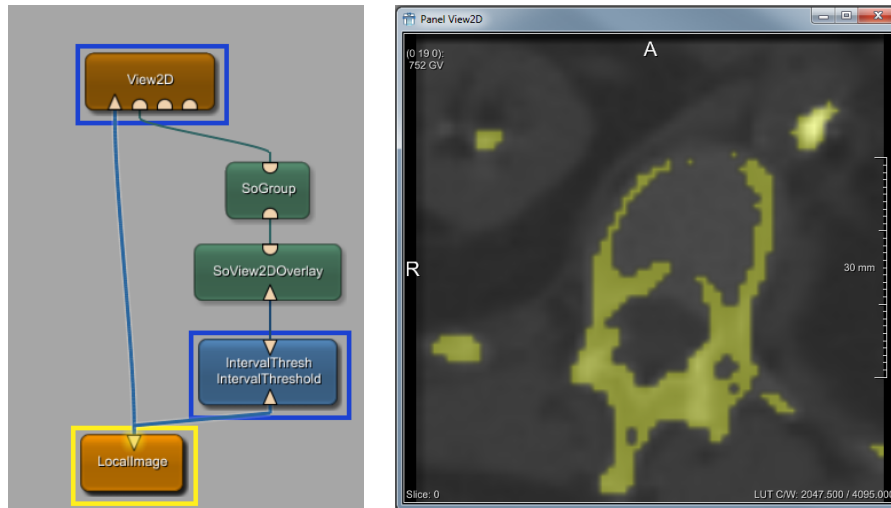 View2D
SoGroup
SoView2DOverlay
IntervalThresh
IntervalThreshold
LocalImage
Panel View2D
(0 19 0):
752 GV
A
R
30 mm
Slice: 0
LUT C/W: 2047.500 / 4095.000